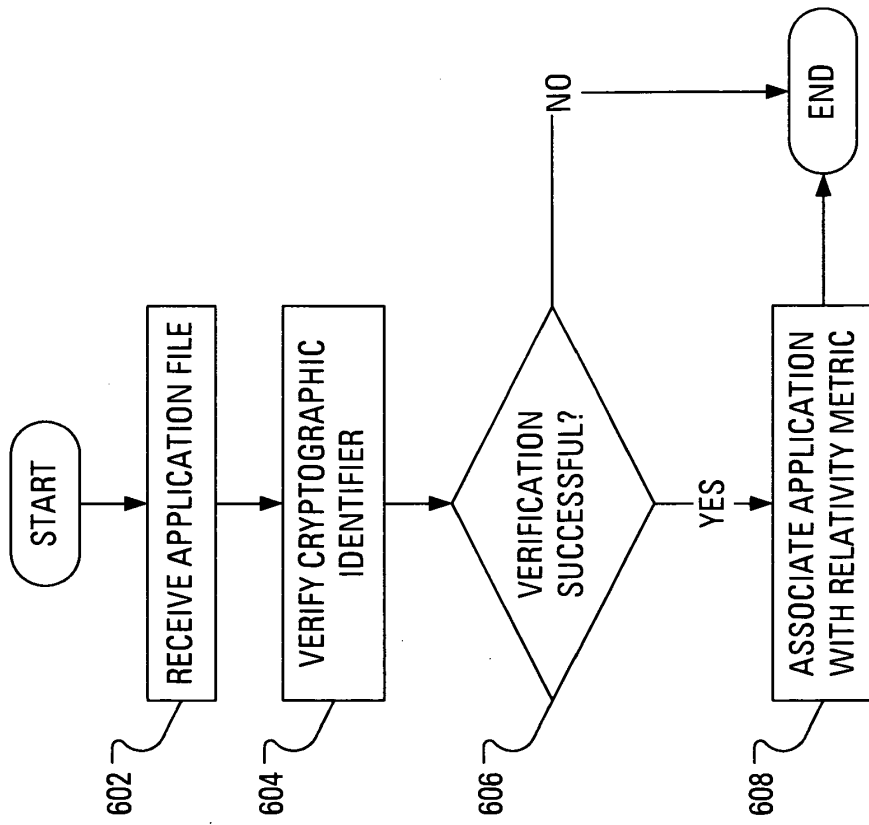 START
602
RECEIVE APPLICATION FILE
604
VERIFY CRYPTOGRAPHIC
IDENTIFIER
606
VERIFICATION
SUCCESSFUL?
NO
YES
608
ASSOCIATE APPLICATION
WITH RELATIVITY METRIC
END